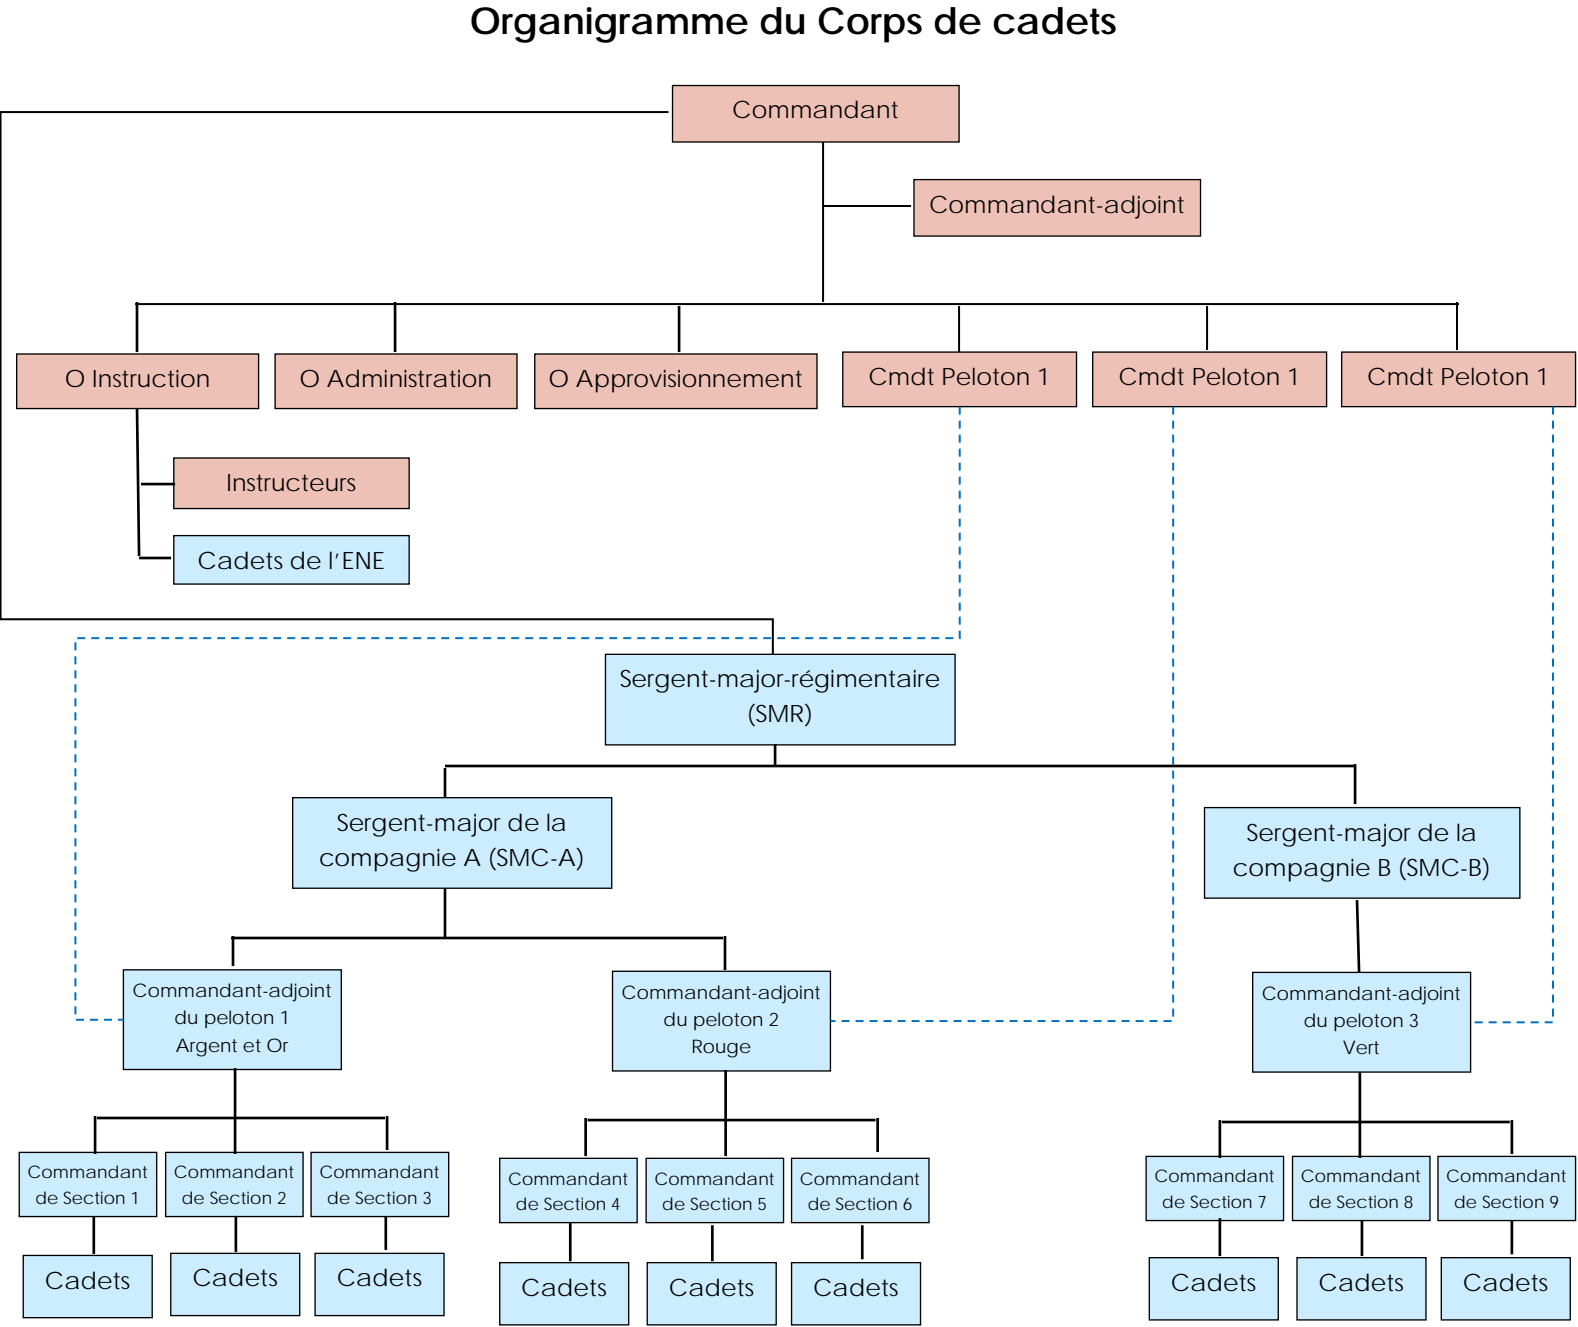 Organigramme du Corps de cadets
Commandant
Commandant-adjoint
O Instruction
O Administration
O Approvisionnement
Cmdt Peloton 1
Cmdt Peloton 1
Cmdt Peloton 1
Instructeurs
Cadets de l’ENE
Sergent-major-régimentaire
(SMR)
Sergent-major de la
compagnie A (SMC-A)
Sergent-major de la
compagnie B (SMC-B)
Commandant-adjoint
du peloton 1
Argent et Or
Commandant-adjoint
du peloton 2
Rouge
Commandant-adjoint
du peloton 3
Vert
Commandant
de Section 1
Commandant
de Section 2
Commandant
de Section 3
Commandant
de Section 4
Commandant
de Section 5
Commandant
de Section 6
Commandant
de Section 7
Commandant
de Section 8
Commandant
de Section 9
Cadets
Cadets
Cadets
Cadets
Cadets
Cadets
Cadets
Cadets
Cadets